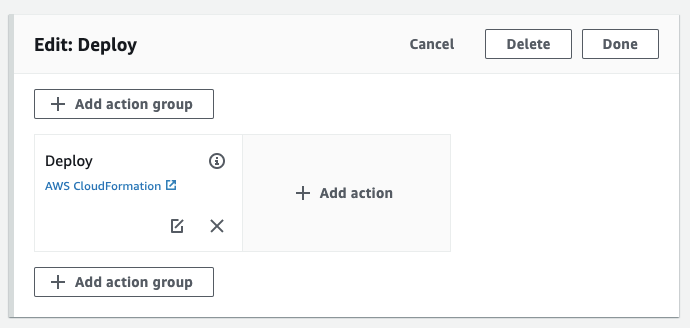 Edit: Deploy
Cancel
Delete
Done
Add action group
Deploy
AWS CloudFormation
Add action
Add action group